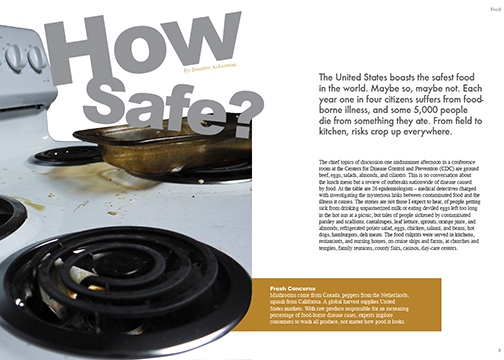 Food
How
Safe?
By Jennifer Ackerman
The United States boasts the safest food
in the world. Maybe so, maybe not. Each
year one in four citizens suffers from food-
borne illness, and some 5,000 people
die from something they ate. From field to
kitchen, risks crop up everywhere.
The chief topics of discussion one midsummer afternoon in a conference
room at the Centers for Disease Control and Prevention (CDC) are ground
beef, eggs, salads, almonds, and cilantro. This is no conversation about
the lunch menu but a review of outbreaks nationwide of disease caused
by food. At the table are 26 epidemiologists – medical detectives charged
with investigating the mysterious links between contaminated food and the
illness it causes. The stories are not those I expect to hear, of people getting
sick from drinking unpasteurized milk or eating deviled eggs left too long
in the hot sun at a picnic, but tales of people sickened by contaminated
parsley and scallions, cantaloupes, leaf lettuce, sprouts, orange juice, and
almonds; refrigerated potato salad, eggs, chicken, salami, and beans; hot
dogs, hamburgers, deli meats. The food culprits were served in kitchens,
restaurants, and nursing homes, on cruise ships and farms, at churches and
temples, family reunions, county fairs, casinos, day-care centers.
Fresh Concerns
Mushrooms come from Canada, peppers from the Netherlands,
squash from California. A global harvest supplies United
States markets. With raw produce responsible for an increasing
percentage of food-borne disease cases, experts implore
consumers to wash all produce, not matter how good it looks.